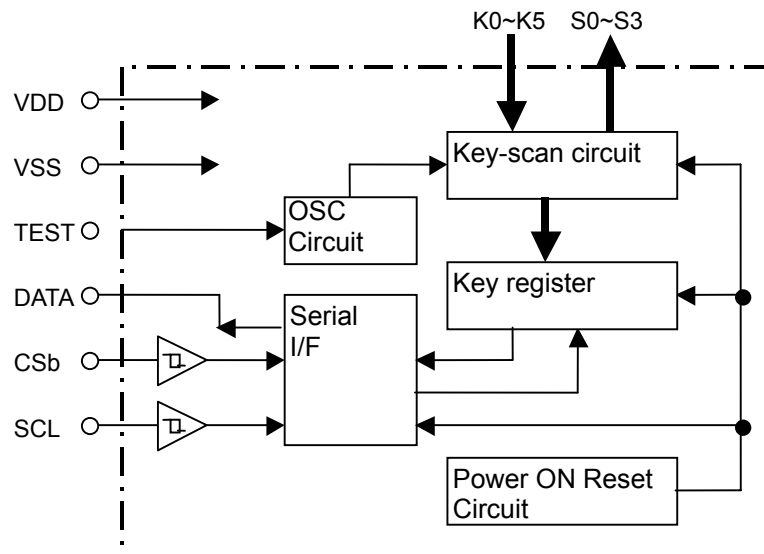 K0~K5 S0~S3
VDD
VSS
TEST
DATA
CSb
SCL
Key-scan circuit
OSC
Circuit
Key register
Serial
I/F
Power ON Reset
Circuit